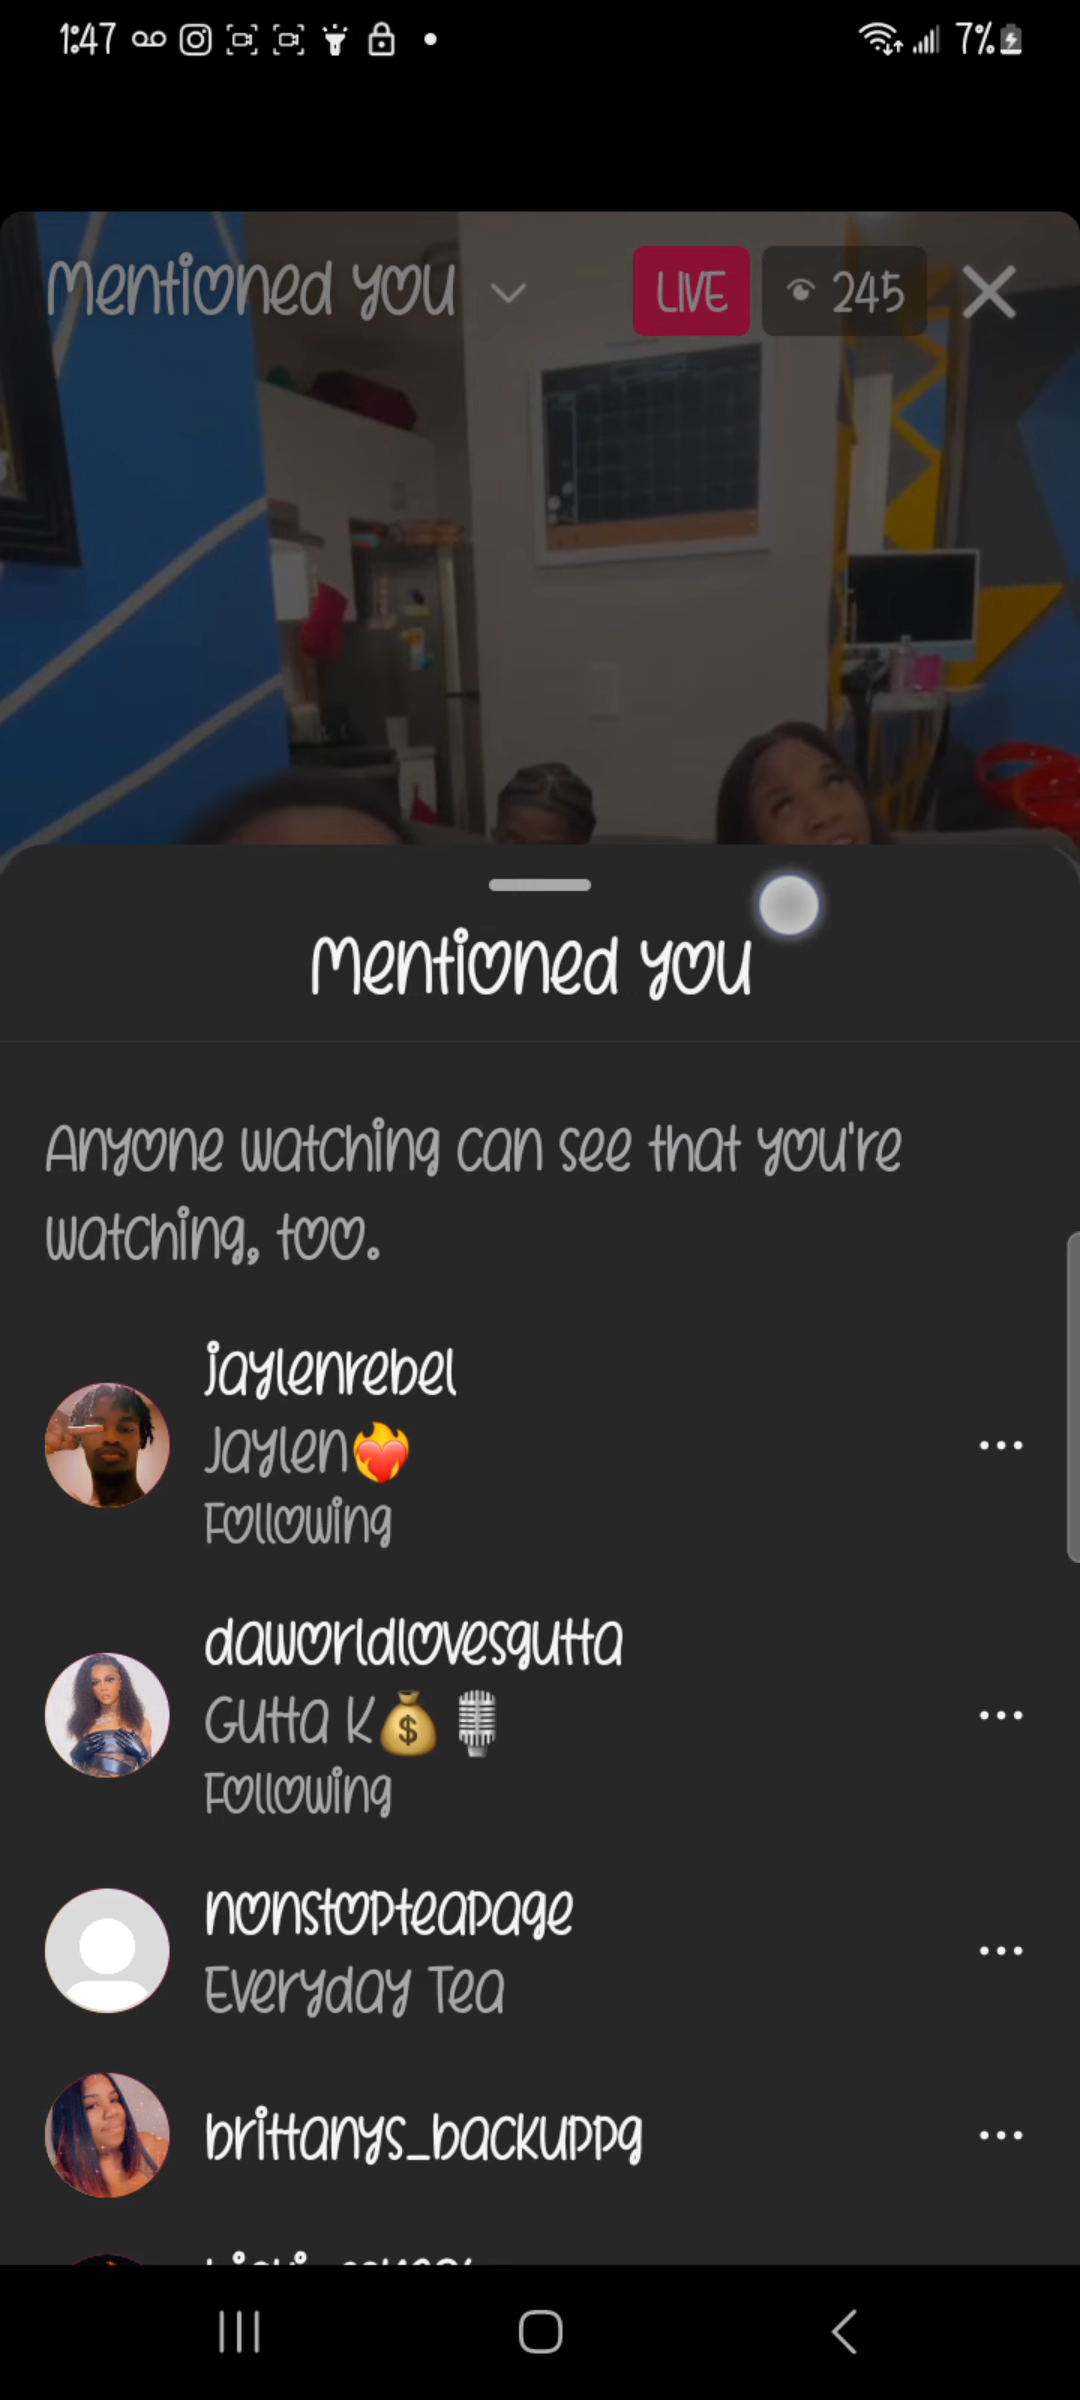 1:47
7%
Mentioned you
LIVE
245
Mentioned you
Anyone watching can see that you're
watching, too.
jaylenrebel
Jaylen❤️‍🔥
Following
daworldlovesgutta
Gutta K💰🎙️
Following
nonstopteapage
Everyday Tea
brittanys_backuppg